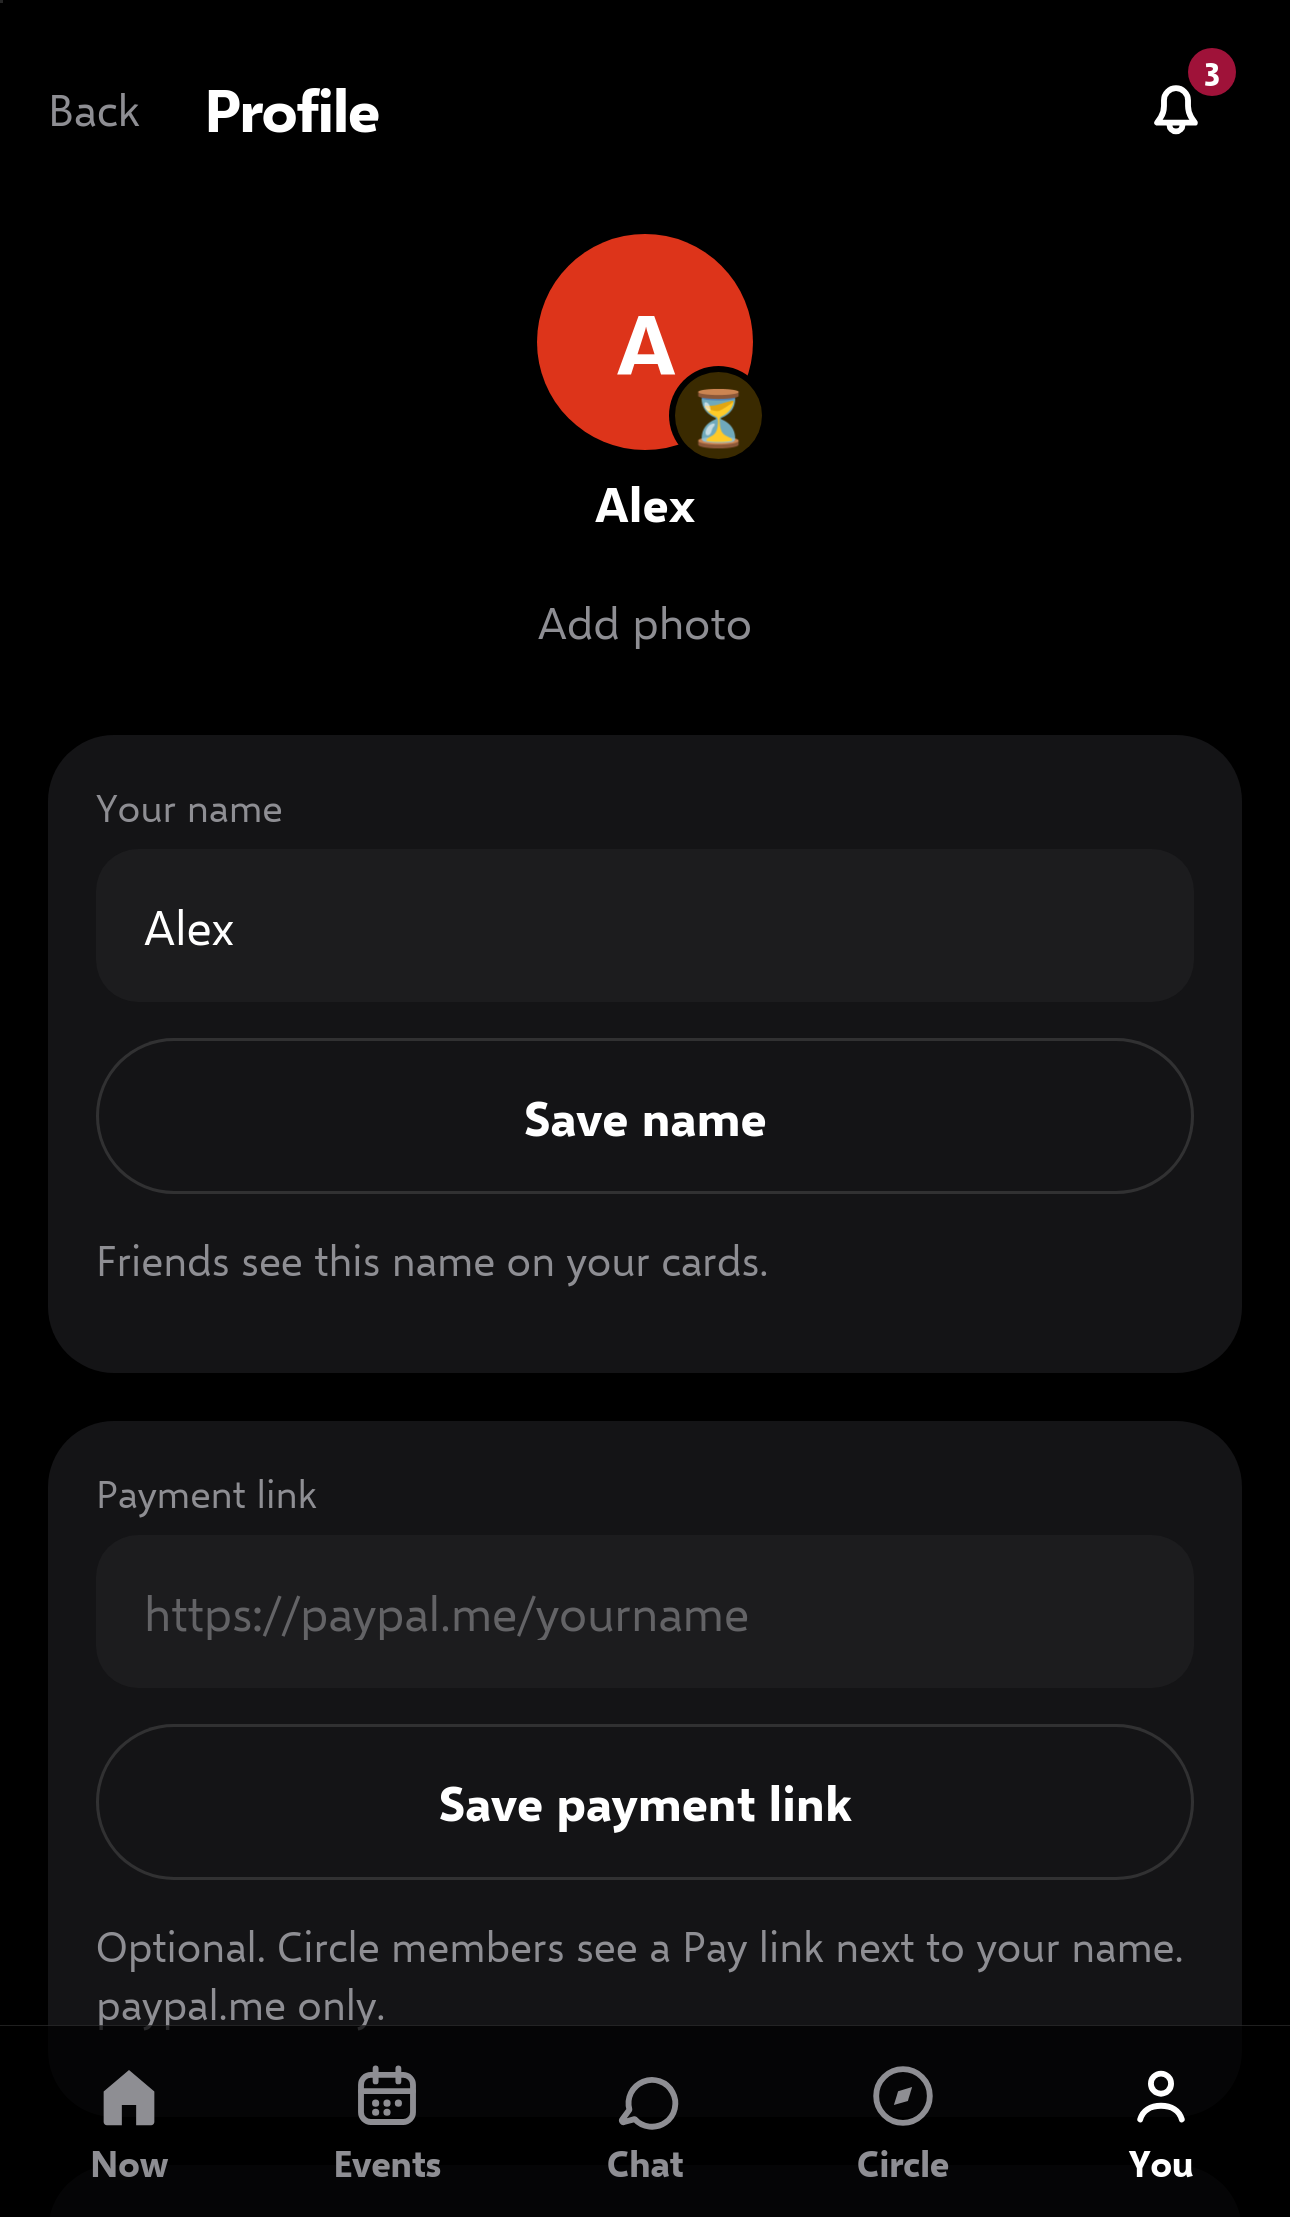 Back
Profile
3
A
Alex
Add photo
Your name
Alex
Save name
Friends see this name on your cards.
Payment link
https://paypal.me/yourname
Save payment link
Optional. Circle members see a Pay link next to your name.
paypal.me only.
Now
Events
Chat
Circle
You